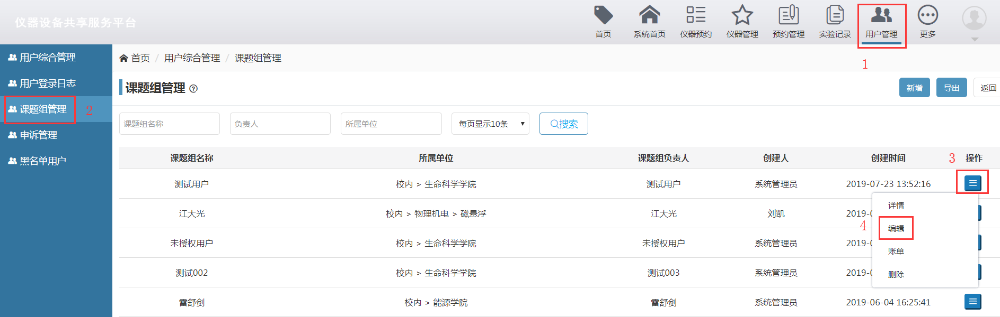 仪器设备共享服务平台
首页 系统首页 仪器预约 仪器管理 预约管理 实验记录 用户管理 更多
1
用户综合管理
用户登录日志
课题组管理 2
申诉管理
黑名单用户
首页 / 用户综合管理 / 课题组管理
课题组管理 ?
新增 导出 返回
课题组名称 负责人 所属单位 每页显示10条 搜索
课题组名称 所属单位 课题组负责人 创建人 创建时间 3 操作
测试用户 校内 > 生命科学学院 测试用户 系统管理员 2019-07-23 13:52:16
江大光 校内 > 物理机电 > 磁悬浮 江大光 刘凯 2019-0
未授权用户 校内 > 生命科学学院 未授权用户 系统管理员 2019-0
测试002 校内 > 生命科学学院 测试003 系统管理员 2019-0
雷舒剑 校内 > 能源学院 雷舒剑 系统管理员 2019-06-04 16:25:41
详情
4 编辑
账单
删除